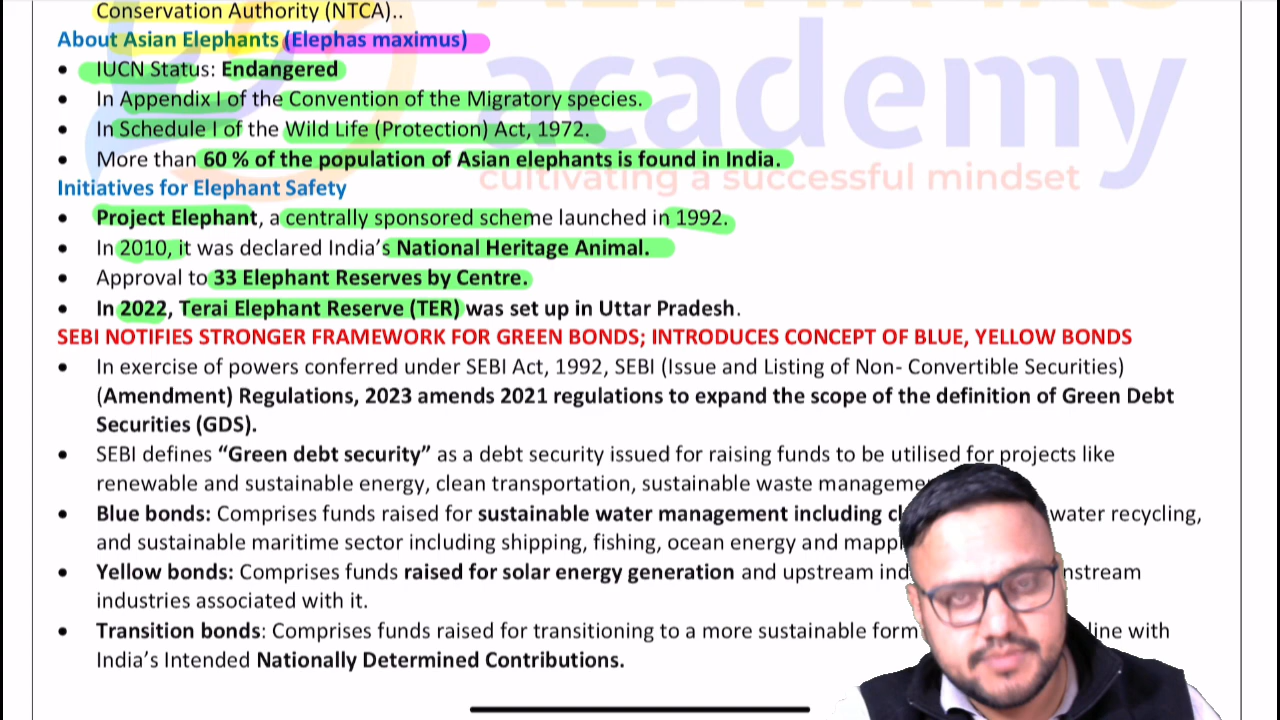 Conservation Authority (NTCA)..
About Asian Elephants (Elephas maximus)
• IUCN Status: Endangered
• In Appendix I of the Convention of the Migratory species.
• In Schedule I of the Wild Life (Protection) Act, 1972.
• More than 60 % of the population of Asian elephants is found in India.
Initiatives for Elephant Safety
• Project Elephant, a centrally sponsored scheme launched in 1992.
• In 2010, it was declared India's National Heritage Animal.
• Approval to 33 Elephant Reserves by Centre.
• In 2022, Terai Elephant Reserve (TER) was set up in Uttar Pradesh.
SEBI NOTIFIES STRONGER FRAMEWORK FOR GREEN BONDS; INTRODUCES CONCEPT OF BLUE, YELLOW BONDS
• In exercise of powers conferred under SEBI Act, 1992, SEBI (Issue and Listing of Non- Convertible Securities)
(Amendment) Regulations, 2023 amends 2021 regulations to expand the scope of the definition of Green Debt
Securities (GDS).
• SEBI defines “Green debt security” as a debt security issued for raising funds to be utilised for projects like
renewable and sustainable energy, clean transportation, sustainable waste
• Blue bonds: Comprises funds raised for sustainable water management including water recycling,
and sustainable maritime sector including shipping, fishing, ocean energy and
• Yellow bonds: Comprises funds raised for solar energy generation and upstream
industries associated with it.
• Transition bonds: Comprises funds raised for transitioning to a more sustainable form line with
India's Intended Nationally Determined Contributions.
academy
cultivating a successful mindset